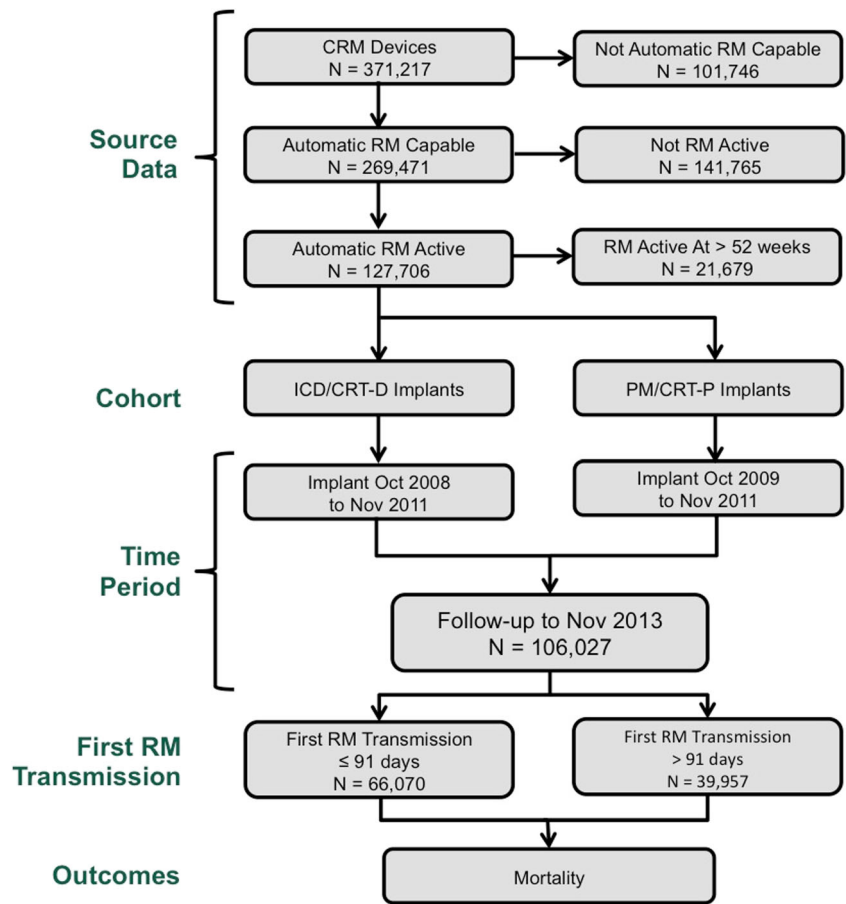 CRM Devices
N = 371,217
Not Automatic RM Capable
N = 101,746
Source
Data
Automatic RM Capable
N = 269,471
Not RM Active
N = 141,765
Automatic RM Active
N = 127,706
RM Active At > 52 weeks
N = 21,679
Cohort
ICD/CRT-D Implants
PM/CRT-P Implants
Time
Period
Implant Oct 2008
to Nov 2011
Implant Oct 2009
to Nov 2011
Follow-up to Nov 2013
N = 106,027
First RM
Transmission
First RM Transmission
≤ 91 days
N = 66,070
First RM Transmission
> 91 days
N = 39,957
Outcomes
Mortality